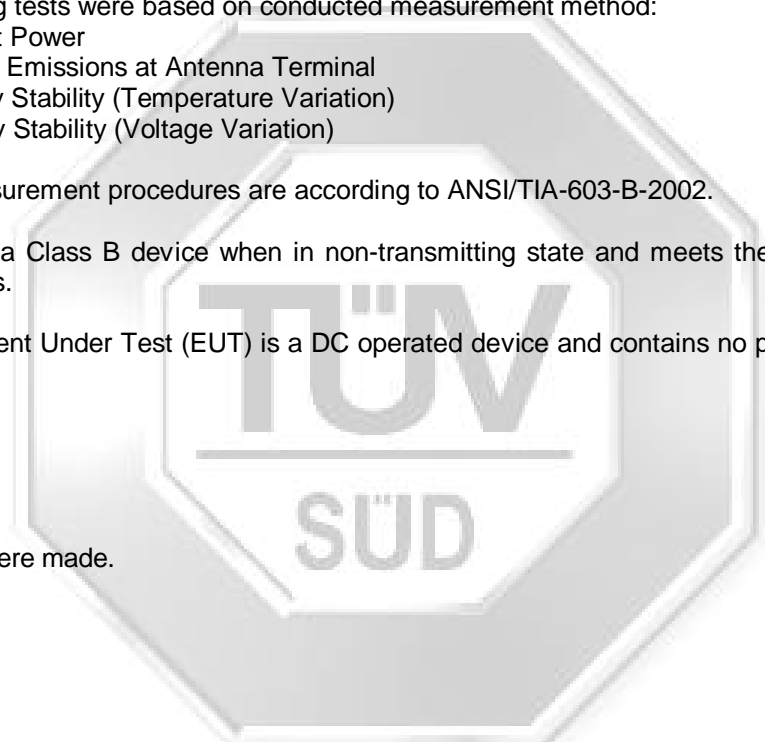 g tests were based on conducted measurement method:
t Power
Emissions at Antenna Terminal
y Stability (Temperature Variation)
y Stability (Voltage Variation)
surement procedures are according to ANSI/TIA-603-B-2002.
a Class B device when in non-transmitting state and meets the
s.
TÜV
ent Under Test (EUT) is a DC operated device and contains no p
SÜD
ere made.